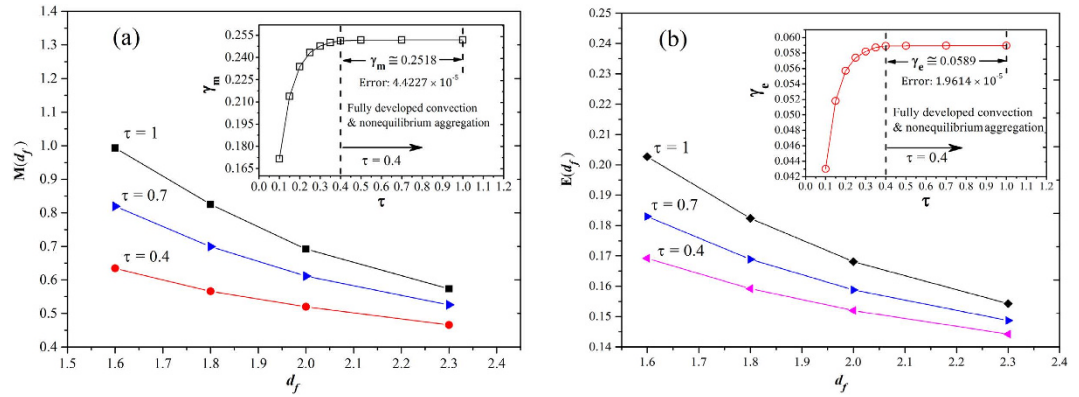 (a)
M(d_f)
1.4
1.3
1.2
1.1
1.0
0.9
0.8
0.7
0.6
0.5
0.4
τ = 1
τ = 0.7
τ = 0.4
1.5 1.6 1.7 1.8 1.9 2.0 2.1 2.2 2.3 2.4
d_f
γ_m
0.252
0.243
0.231
0.220
0.209
0.198
0.187
0.176
0.165
γ_m ≅ 0.2518
Error: 4.4227 × 10⁻⁵
Fully developed convection
& nonequilibrium aggregation
τ = 0.4
0.0 0.1 0.2 0.3 0.4 0.5 0.6 0.7 0.8 0.9 1.0 1.1 1.2
τ
(b)
E(d_f)
0.25
0.24
0.23
0.22
0.21
0.20
0.19
0.18
0.17
0.16
0.15
0.14
τ = 1
τ = 0.7
τ = 0.4
1.6 1.7 1.8 1.9 2.0 2.1 2.2 2.3 2.4
d_f
γ_e
0.060
0.058
0.056
0.054
0.052
0.050
0.048
0.046
0.044
0.042
γ_e ≅ 0.0589
Error: 1.9614 × 10⁻⁵
Fully developed convection
& nonequilibrium aggregation
τ = 0.4
0.0 0.1 0.2 0.3 0.4 0.5 0.6 0.7 0.8 0.9 1.0 1.1 1.2
τ